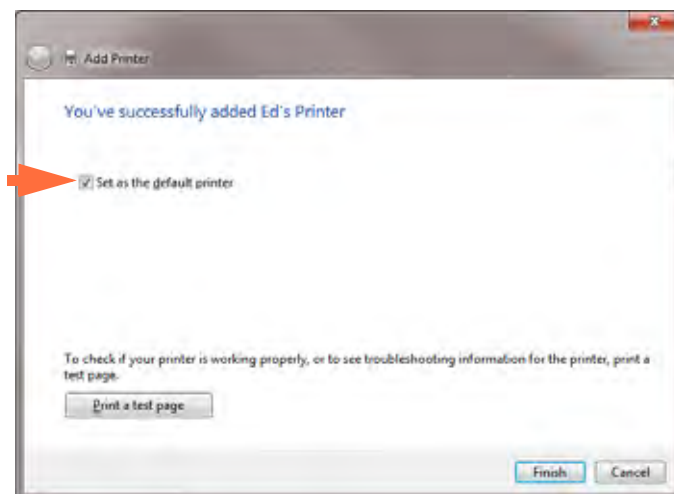 Add Printer
You've successfully added Ed's Printer
Set as the default printer
To check if your printer is working properly, or to see troubleshooting information for the printer, print a
test page.
Print a test page
Finish
Cancel